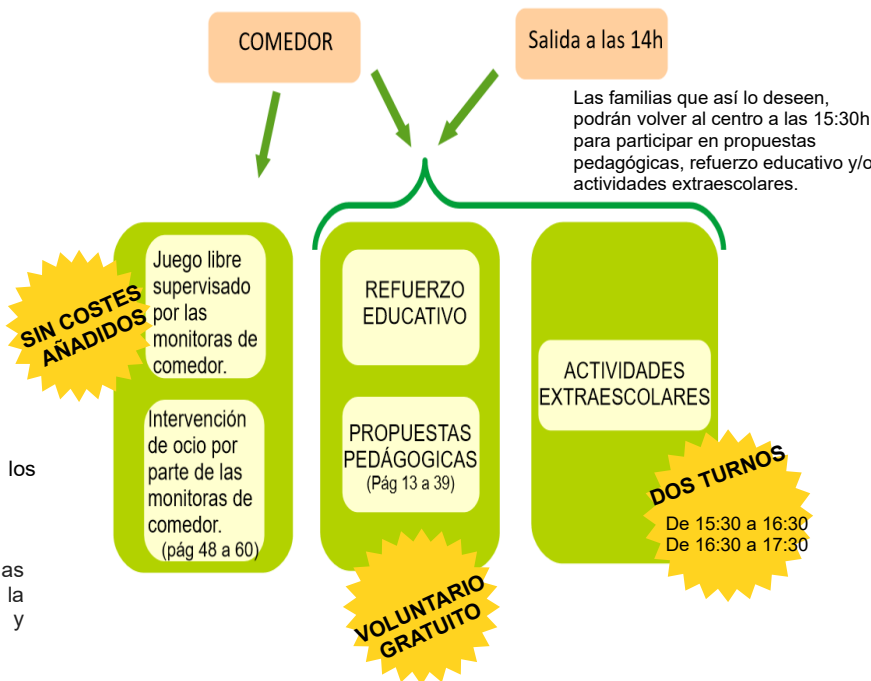 COMEDOR
Salida a las 14h
Las familias que así lo deseen,
podrán volver al centro a las 15:30h
para participar en propuestas
pedagógicas, refuerzo educativo y/o
actividades extraescolares.
SIN COSTES
AÑADIDOS
Juego libre
supervisado
por las
monitoras de
comedor.
Intervención
de ocio por
parte de las
monitoras de
comedor.
(pág 48 a 60)
REFUERZO
EDUCATIVO
PROPUESTAS
PEDÁGOGICAS
(Pág 13 a 39)
VOLUNTARIO
GRATUITO
ACTIVIDADES
EXTRAESCOLARES
DOS TURNOS
De 15:30 a 16:30
De 16:30 a 17:30
los
as
la
y